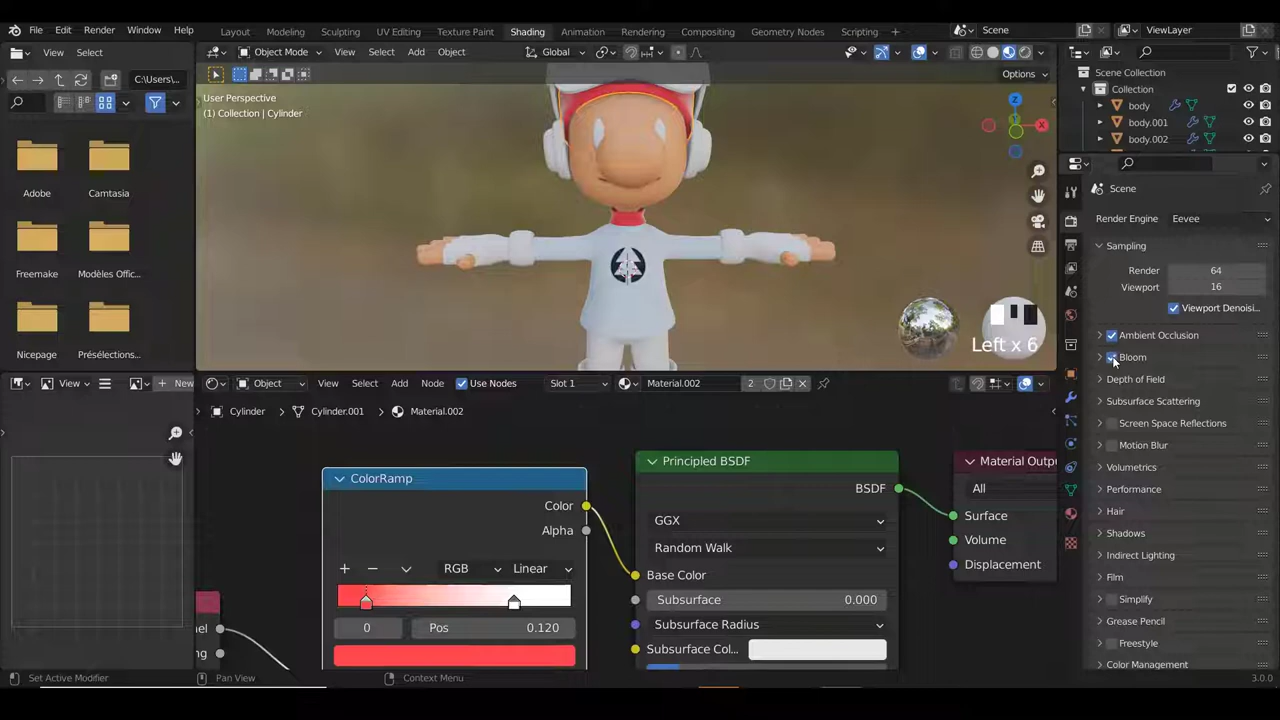 File Edit Render Window Help Layout Modeling Sculpting UV Editing Texture Paint Shading Animation Rendering Compositing Geometry Nodes Scripting + Scene ViewLayer
View Select Object Mode View Select Add Object Global
C:\Users\... Options
User Perspective
(1) Collection | Cylinder
Z
Y
X
Adobe Camtasia
Freemake Modèles Offic...
Nicepage Présélections...
Left x 6
Scene Collection
Collection
body
body.001
body.002
Scene
Render Engine Eevee
Sampling
Render 64
Viewport 16
Viewport Denoisi...
Ambient Occlusion
Bloom
Depth of Field
Subsurface Scattering
Screen Space Reflections
Motion Blur
Volumetrics
Performance
Hair
Shadows
Indirect Lighting
Film
Simplify
Grease Pencil
Freestyle
Color Management
View New Object View Select Add Node Use Nodes Slot 1 Material.002 2
Cylinder Cylinder.001 Material.002
ColorRamp
Color
Alpha
RGB Linear
0 Pos 0.120
nel
ng
Principled BSDF
BSDF
GGX
Random Walk
Base Color
Subsurface 0.000
Subsurface Radius
Subsurface Col...
Material Outpu
All
Surface
Volume
Displacement
Set Active Modifier Pan View Context Menu 3.0.0